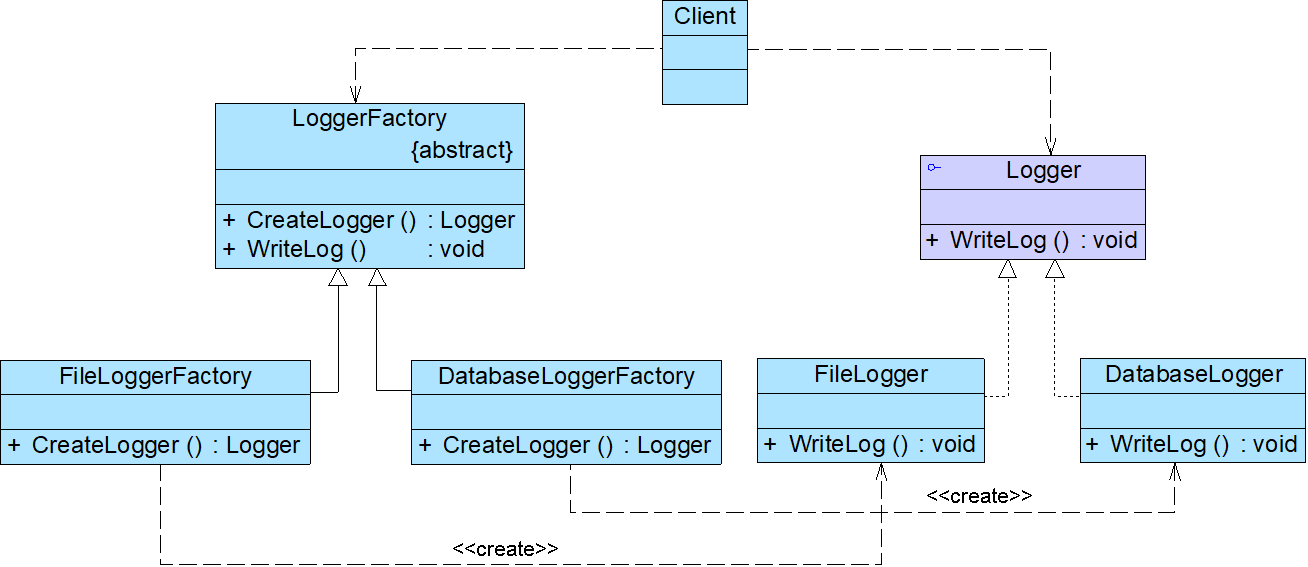 Client
LoggerFactory
{abstract}
+ CreateLogger () : Logger
+ WriteLog () : void
Logger
+ WriteLog () : void
FileLoggerFactory
+ CreateLogger () : Logger
DatabaseLoggerFactory
+ CreateLogger () : Logger
FileLogger
+ WriteLog () : void
DatabaseLogger
+ WriteLog () : void
<<create>>
<<create>>